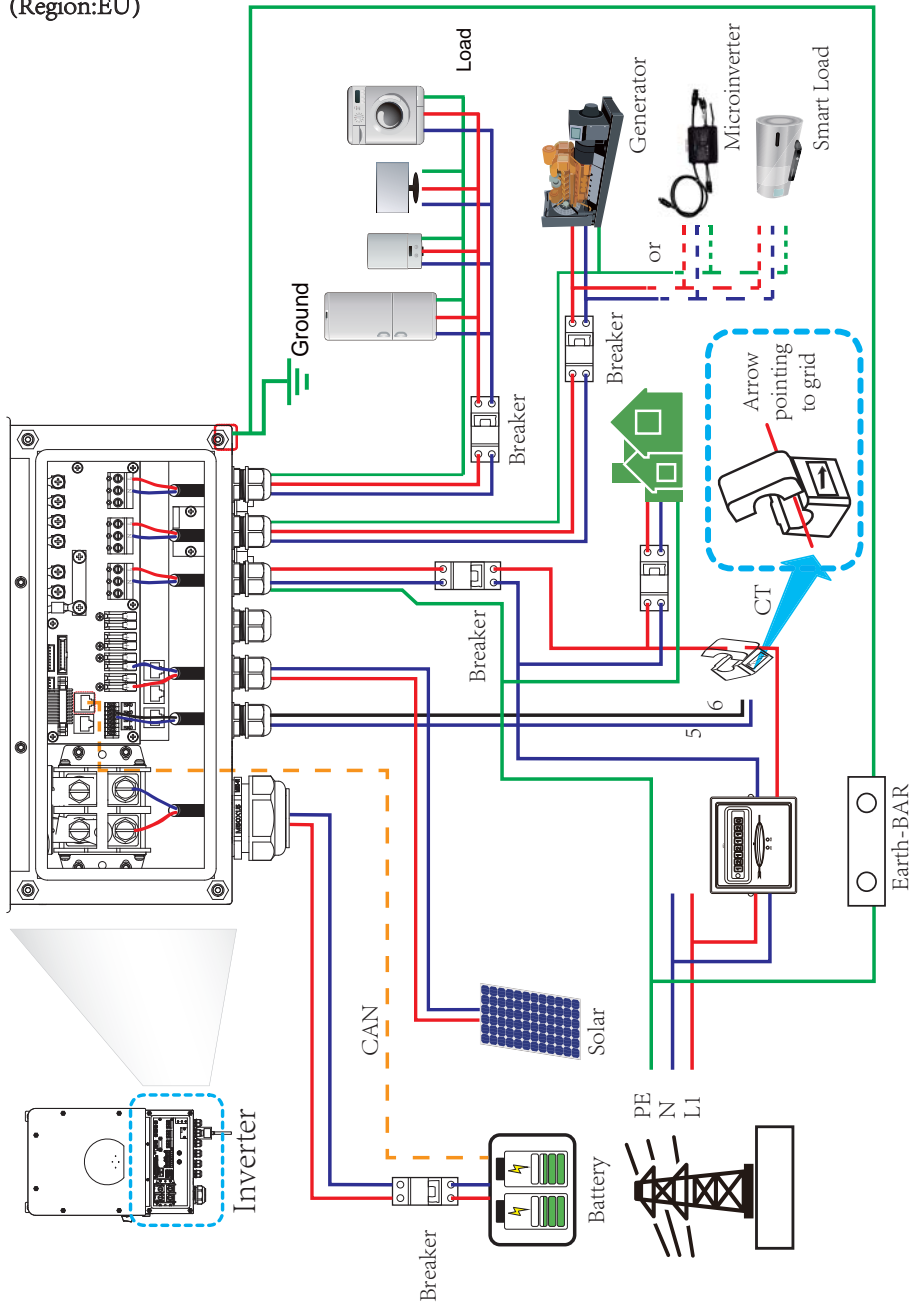 (Region:EU)
Load
Ground
Generator
Microinverter
Smart Load
or
Breaker
Breaker
Arrow
pointing
to grid
CT
Breaker
6
5
Earth-BAR
CAN
Solar
PE
N
L1
Inverter
Battery
Breaker